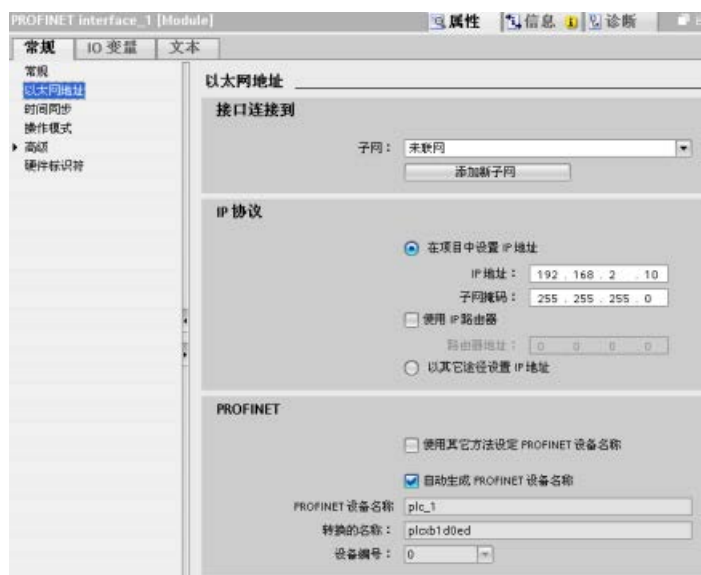 PROFINET interface_1 [Module]
属性 信息 诊断
常规 IO 变量 文本
常规
以太网地址
时间同步
操作模式
高级
硬件标识符
以太网地址
接口连接到
子网: 未联网
添加新子网
IP 协议
在项目中设置 IP 地址
IP 地址: 192 . 168 . 2 . 10
子网掩码: 255 . 255 . 255 . 0
使用 IP 路由器
路由器地址: 0 . 0 . 0 . 0
以其它途径设置 IP 地址
PROFINET
使用其它方法设定 PROFINET 设备名称
自动生成 PROFINET 设备名称
PROFINET 设备名称 plc_1
转换的名称: plcxb1d0ed
设备编号: 0